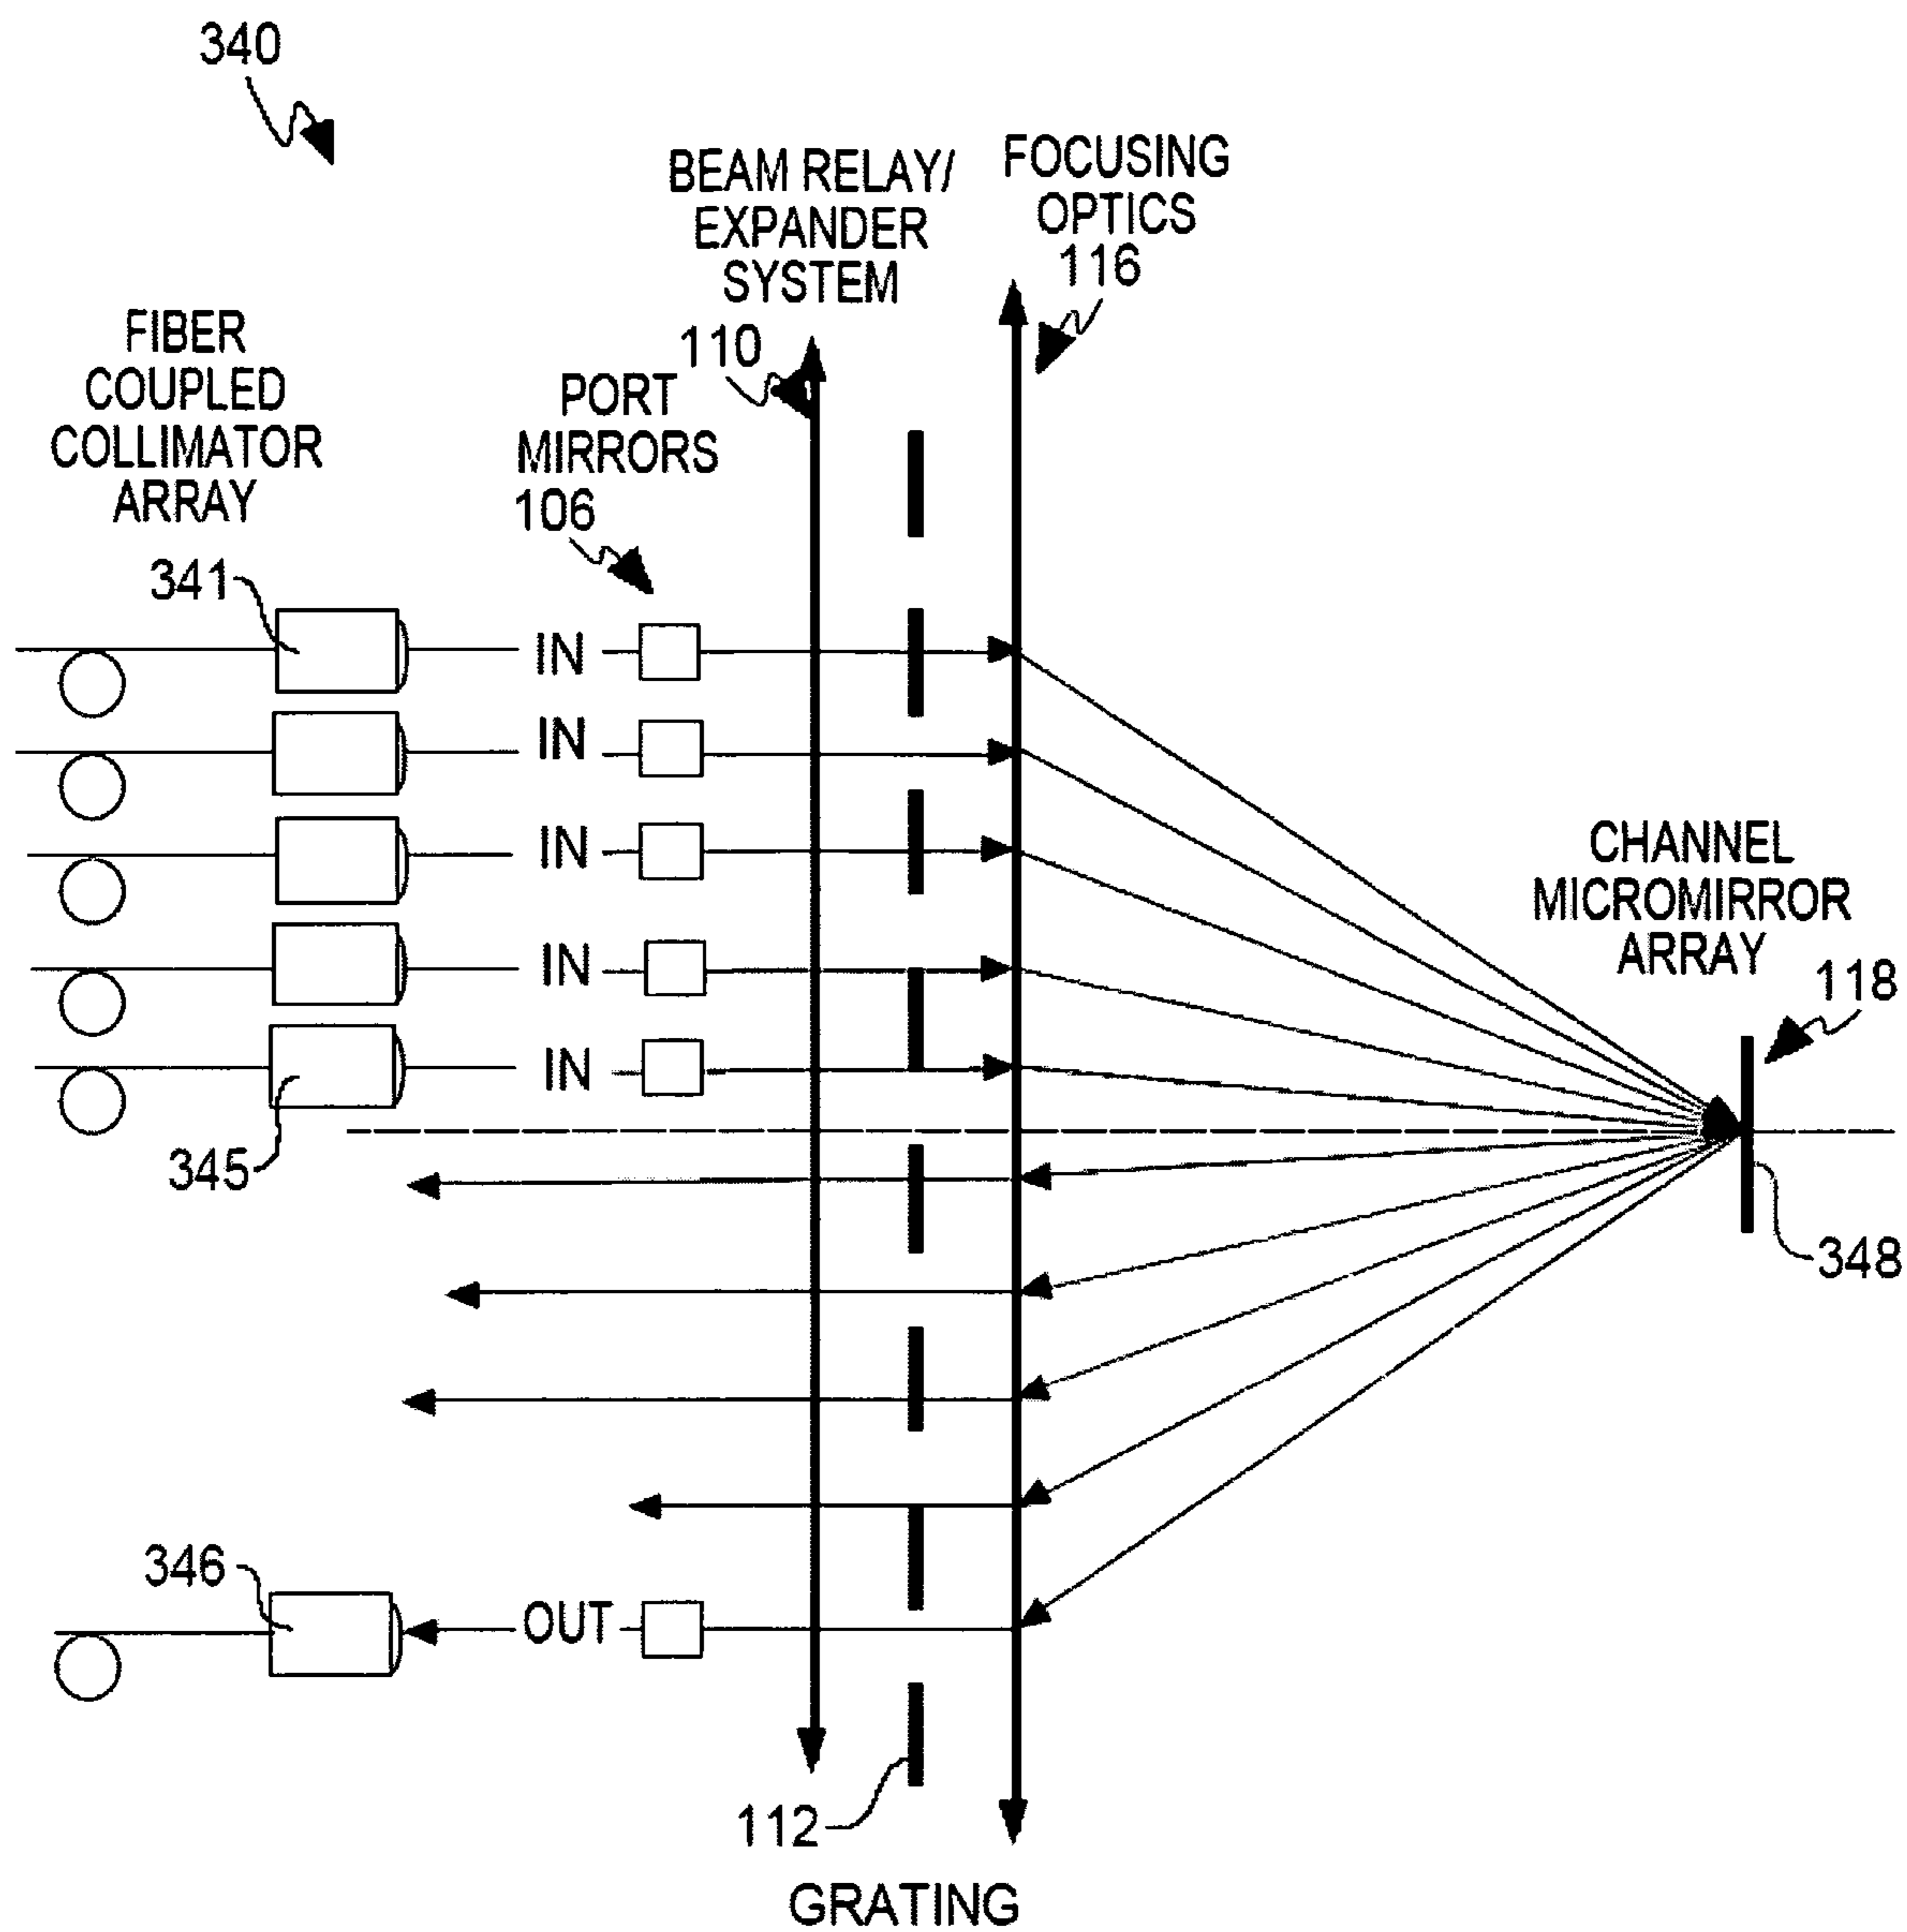 340
BEAM RELAY/
EXPANDER
SYSTEM
110
FOCUSING
OPTICS
116
FIBER
COUPLED
COLLIMATOR
ARRAY
PORT
MIRRORS
106
341
IN
IN
IN
IN
IN
345
CHANNEL
MICROMIRROR
ARRAY
118
348
346
OUT
112
GRATING